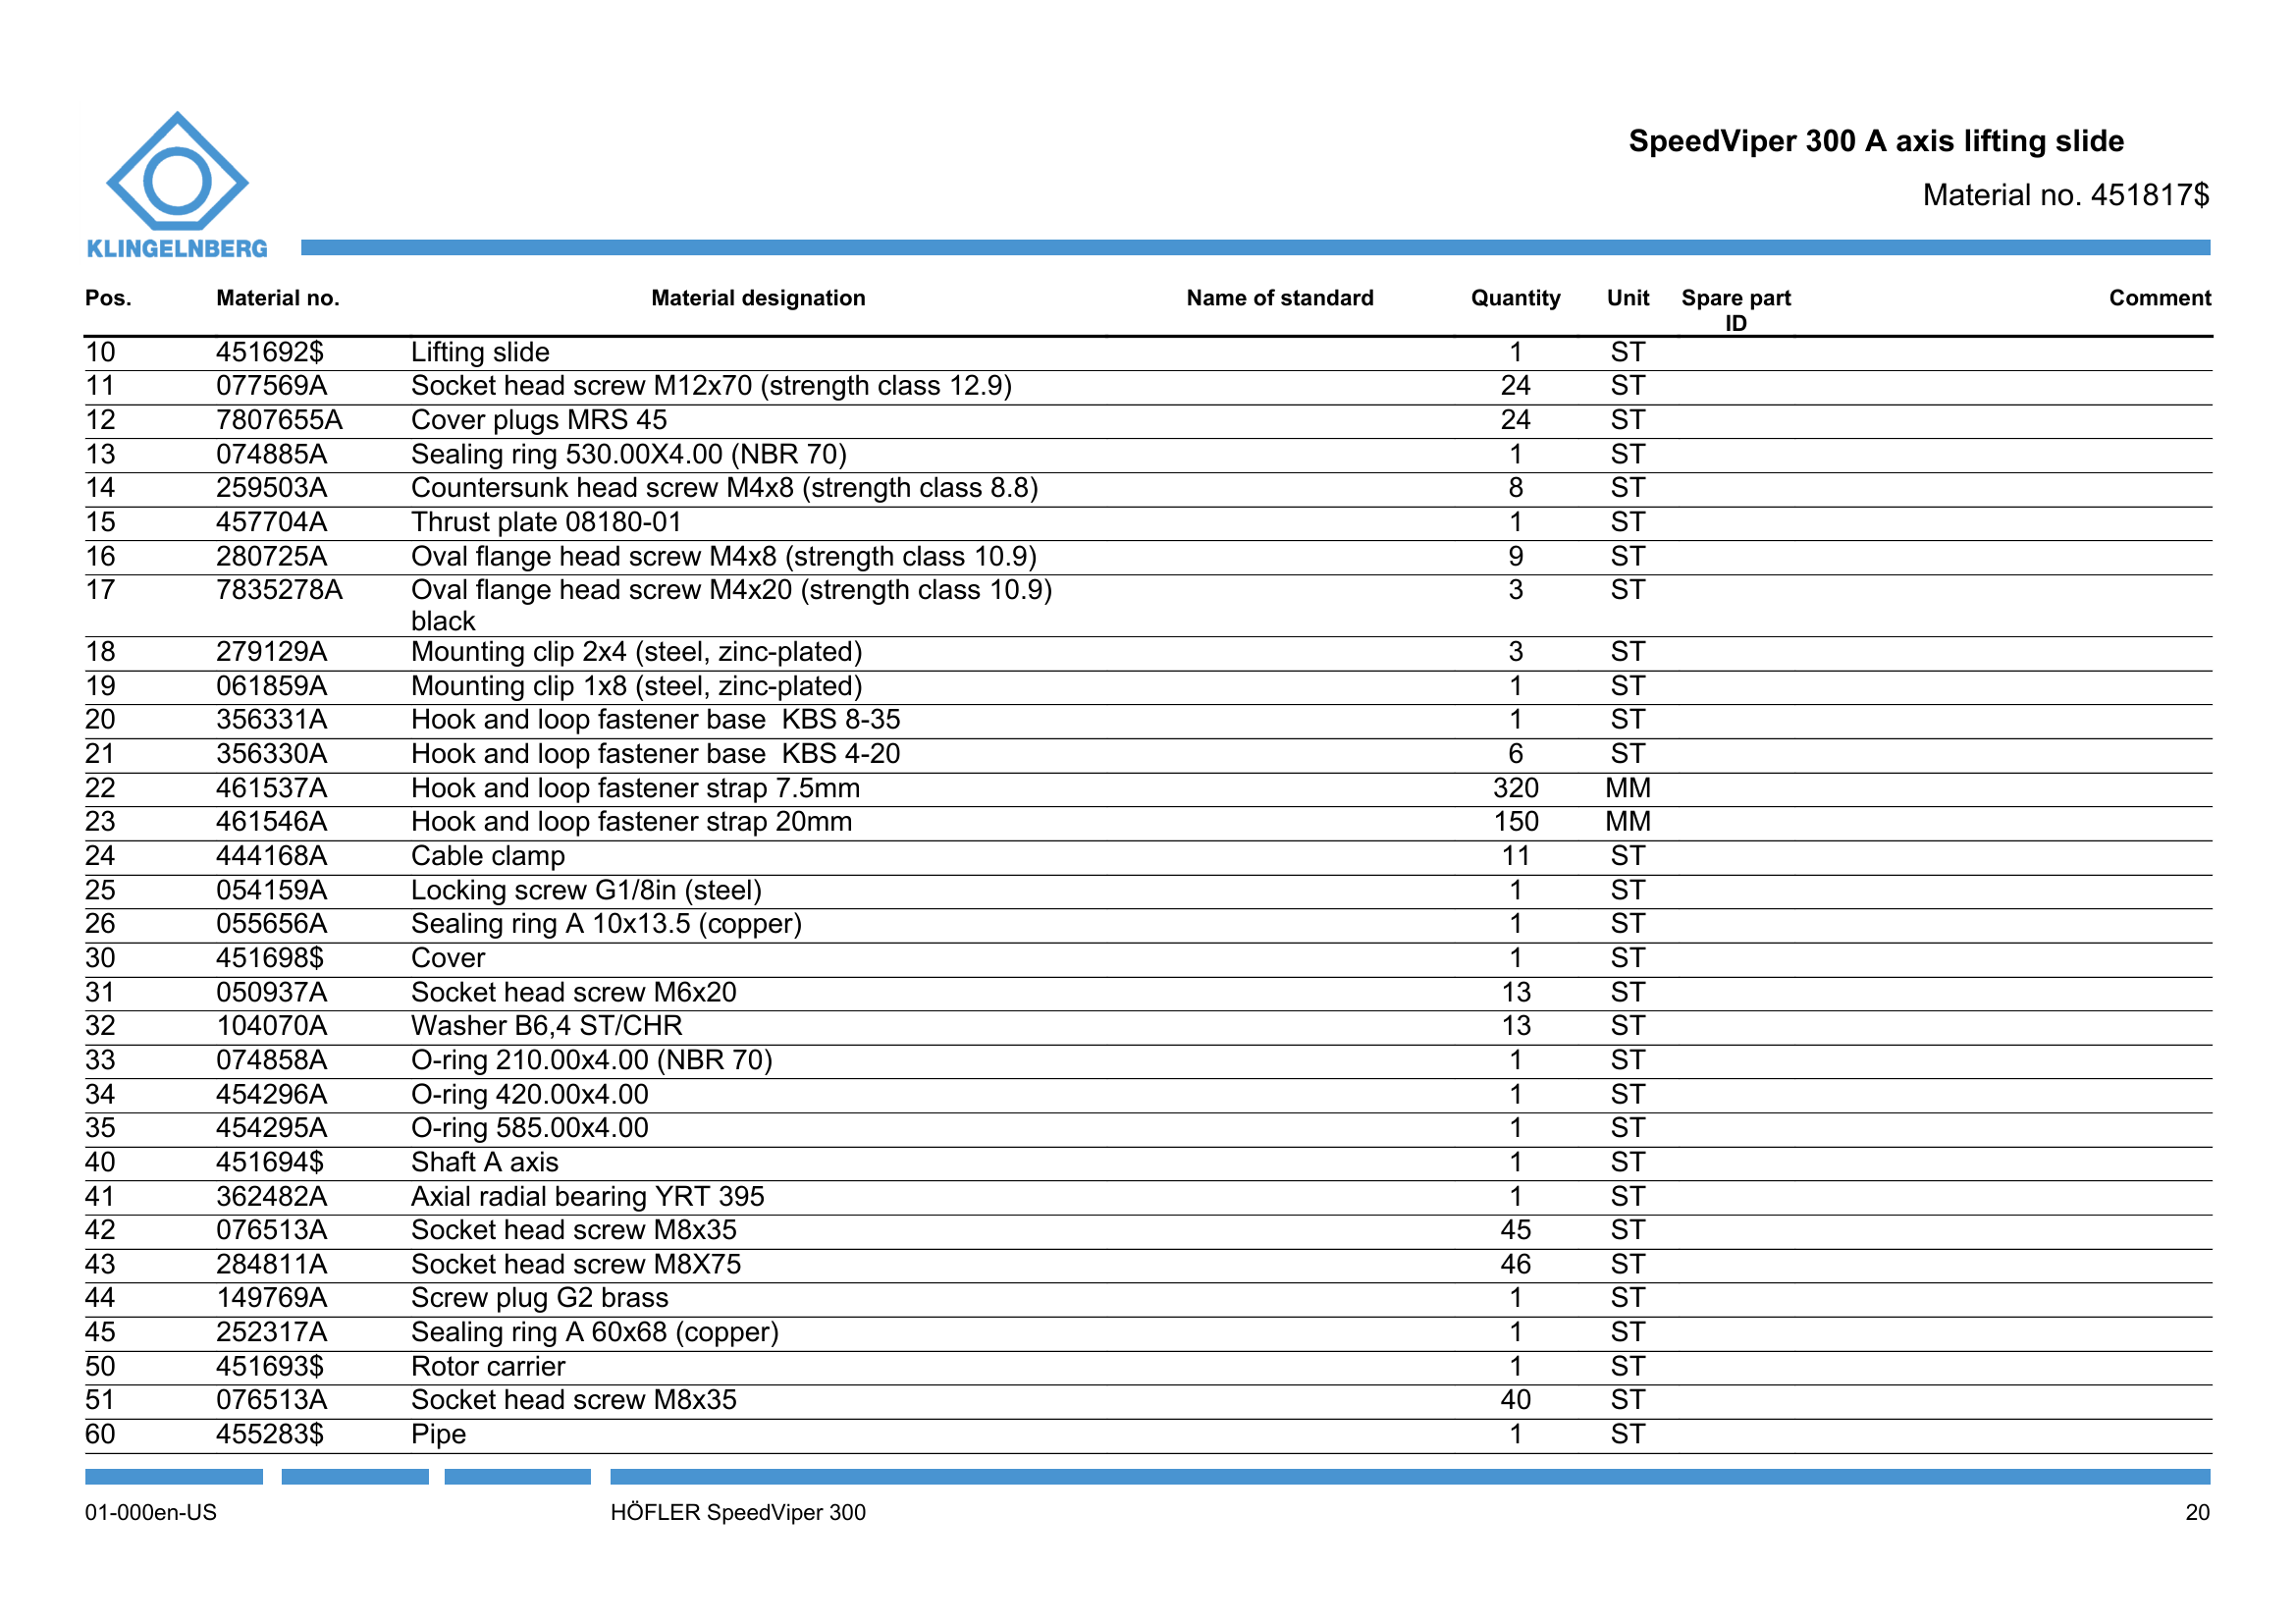 SpeedViper 300 A axis lifting slide
Material no. 451817$
KLINGELNBERG
Pos. Material no. Material designation Name of standard Quantity Unit Spare part ID Comment
10 451692$ Lifting slide 1 ST
11 077569A Socket head screw M12x70 (strength class 12.9) 24 ST
12 7807655A Cover plugs MRS 45 24 ST
13 074885A Sealing ring 530.00X4.00 (NBR 70) 1 ST
14 259503A Countersunk head screw M4x8 (strength class 8.8) 8 ST
15 457704A Thrust plate 08180-01 1 ST
16 280725A Oval flange head screw M4x8 (strength class 10.9) 9 ST
17 7835278A Oval flange head screw M4x20 (strength class 10.9) 3 ST
black
18 279129A Mounting clip 2x4 (steel, zinc-plated) 3 ST
19 061859A Mounting clip 1x8 (steel, zinc-plated) 1 ST
20 356331A Hook and loop fastener base  KBS 8-35 1 ST
21 356330A Hook and loop fastener base  KBS 4-20 6 ST
22 461537A Hook and loop fastener strap 7.5mm 320 MM
23 461546A Hook and loop fastener strap 20mm 150 MM
24 444168A Cable clamp 11 ST
25 054159A Locking screw G1/8in (steel) 1 ST
26 055656A Sealing ring A 10x13.5 (copper) 1 ST
30 451698$ Cover 1 ST
31 050937A Socket head screw M6x20 13 ST
32 104070A Washer B6,4 ST/CHR 13 ST
33 074858A O-ring 210.00x4.00 (NBR 70) 1 ST
34 454296A O-ring 420.00x4.00 1 ST
35 454295A O-ring 585.00x4.00 1 ST
40 451694$ Shaft A axis 1 ST
41 362482A Axial radial bearing YRT 395 1 ST
42 076513A Socket head screw M8x35 45 ST
43 284811A Socket head screw M8X75 46 ST
44 149769A Screw plug G2 brass 1 ST
45 252317A Sealing ring A 60x68 (copper) 1 ST
50 451693$ Rotor carrier 1 ST
51 076513A Socket head screw M8x35 40 ST
60 455283$ Pipe 1 ST
01-000en-US HÖFLER SpeedViper 300 20